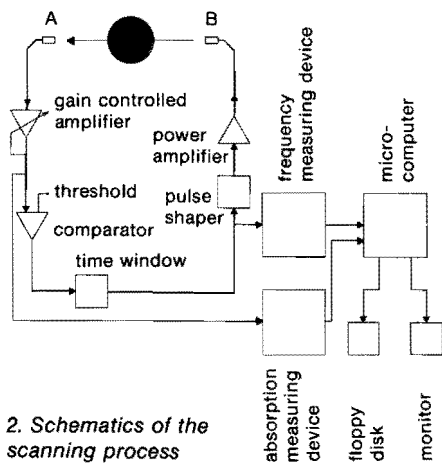 A
B
gain controlled
amplifier
power
amplifier
frequency
measuring device
micro-
computer
threshold
comparator
pulse
shaper
time window
absorption
measuring
device
floppy
disk
monitor
2. Schematics of the
scanning process